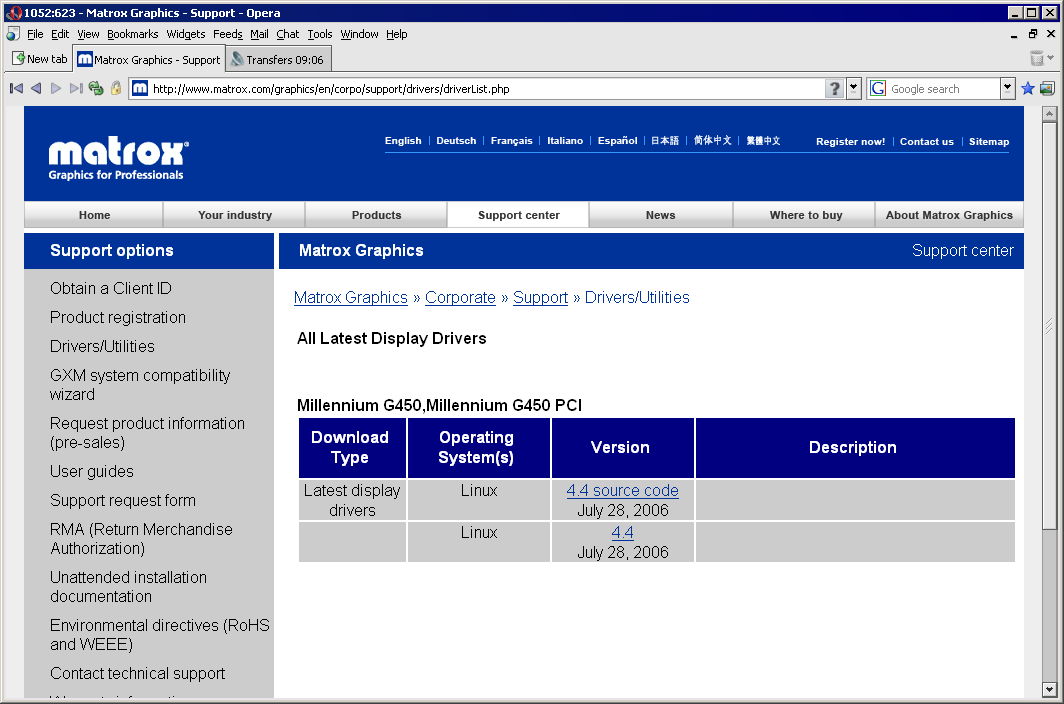 1052:623 - Matrox Graphics - Support - Opera
File Edit View Bookmarks Widgets Feeds Mail Chat Tools Window Help
New tab Matrox Graphics - Support Transfers 09:06
http://www.matrox.com/graphics/en/corpo/support/drivers/driverList.php ? G Google search
English Deutsch Français Italiano Español 日本語 简体中文 繁體中文 Register now! Contact us Sitemap
matrox
Graphics for Professionals
Home Your industry Products Support center News Where to buy About Matrox Graphics
Support options
Obtain a Client ID
Product registration
Drivers/Utilities
GXM system compatibility
wizard
Request product information
(pre-sales)
User guides
Support request form
RMA (Return Merchandise
Authorization)
Unattended installation
documentation
Environmental directives (RoHS
and WEEE)
Contact technical support
Matrox Graphics Support center
Matrox Graphics » Corporate » Support » Drivers/Utilities
All Latest Display Drivers
Millennium G450,Millennium G450 PCI
Download
Type
Operating
System(s)
Version
Description
Latest display
drivers
Linux
4.4 source code
July 28, 2006
Linux
4.4
July 28, 2006